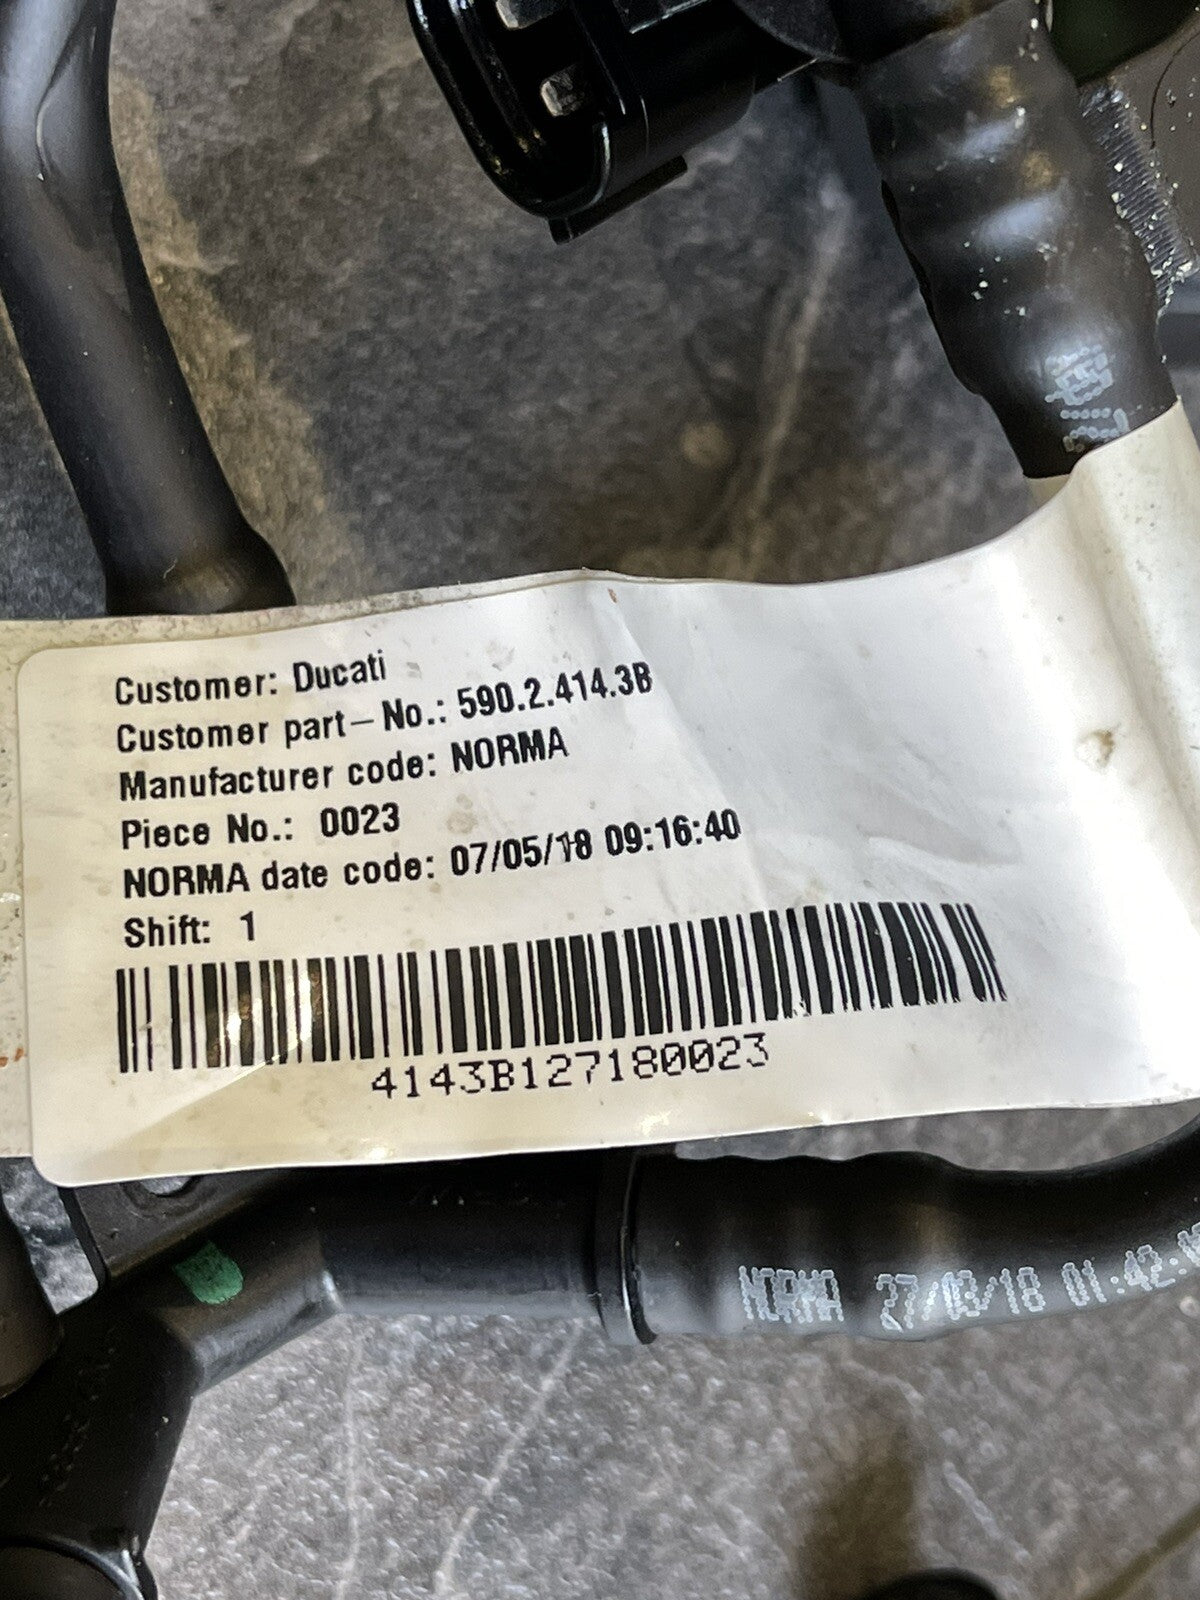 Customer: Ducati
Customer part-No.: 590.2.414.3B
Manufacturer code: NORMA
Piece No.: 0023
NORMA date code: 07/05/18 09:16:40
Shift: 1
4143B127180023
NORMA 27/03/18 01:42: